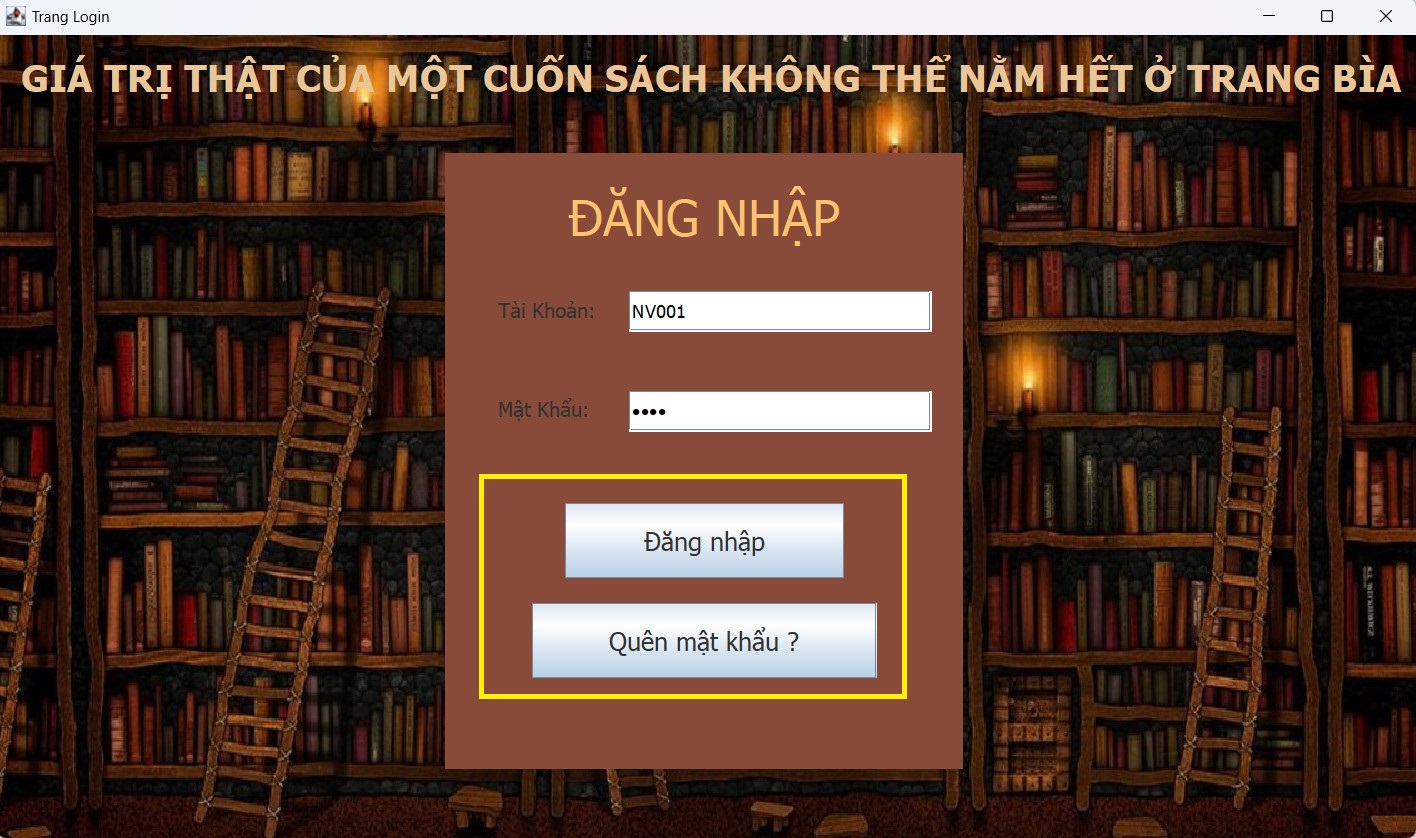 Trang Login
GIÁ TRỊ THẬT CỦA MỘT CUỐN SÁCH KHÔNG THỂ NẰM HẾT Ở TRANG BÌA
ĐĂNG NHẬP
Tài Khoản: NV001
Mật Khẩu: ••••
Đăng nhập
Quên mật khẩu ?